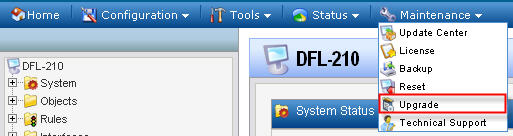 Home Configuration Tools Status Maintenance
Update Center
License
Backup
Reset
Upgrade
Technical Support
DFL-210
System
Objects
Rules
Interfaces
DFL-210
System Status